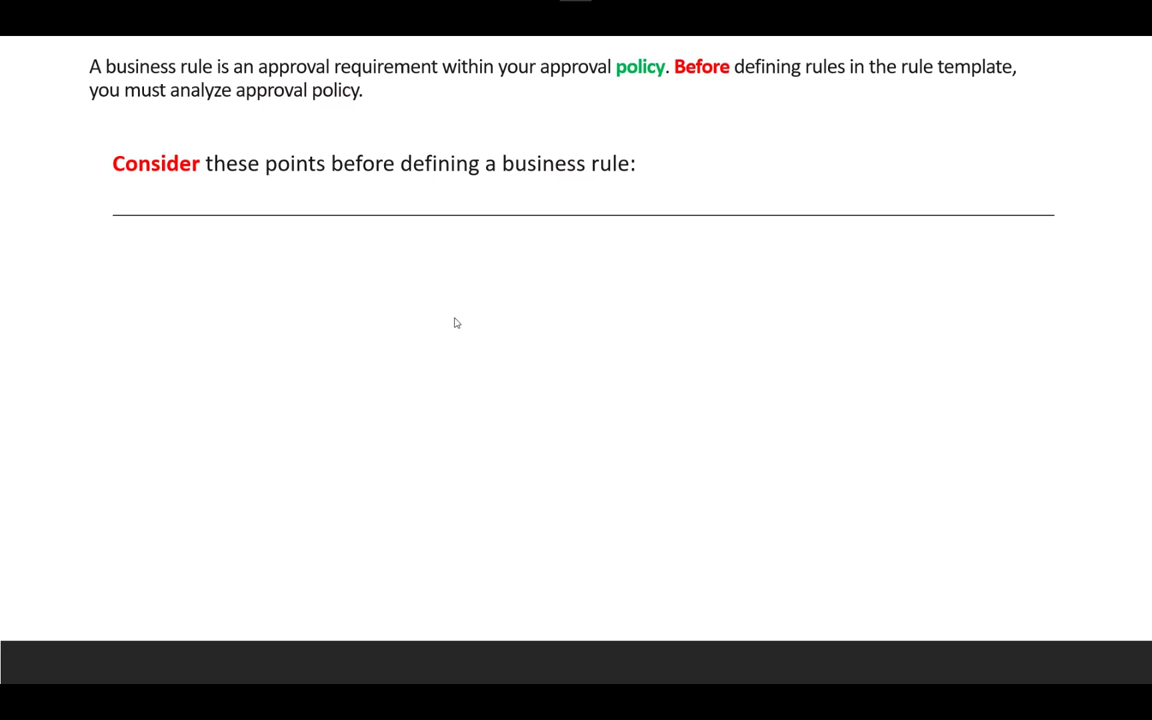 A business rule is an approval requirement within your approval policy. Before defining rules in the rule template,
you must analyze approval policy.
Consider these points before defining a business rule: